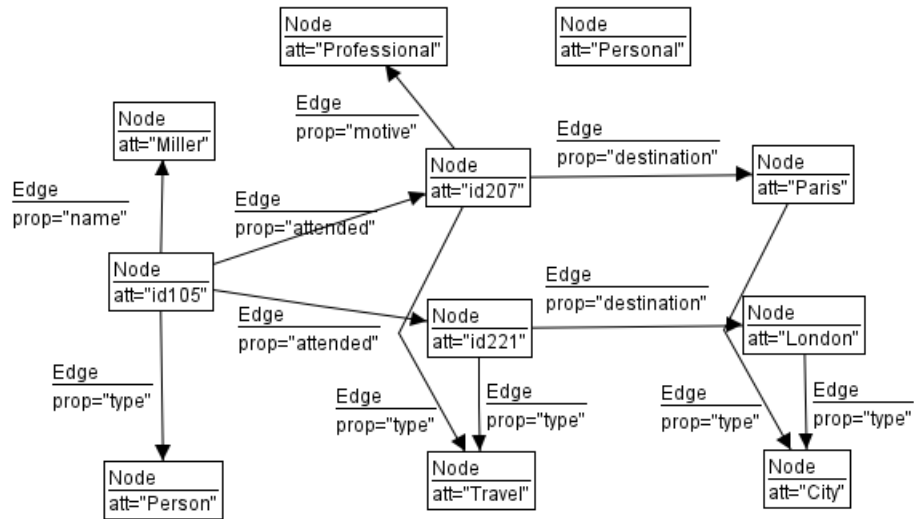 Node
att="Professional"
Node
att="Personal"
Edge
prop="motive"
Node
att="Miller"
Edge
prop="destination"
Node
att="id207"
Node
att="Paris"
Edge
prop="name"
Edge
prop="attended"
Node
att="id105"
Edge
prop="destination"
Node
att="id221"
Node
att="London"
Edge
prop="attended"
Edge
prop="type"
Edge
prop="type"
Edge
prop="type"
Edge
prop="type"
Edge
prop="type"
Node
att="Person"
Node
att="Travel"
Node
att="City"